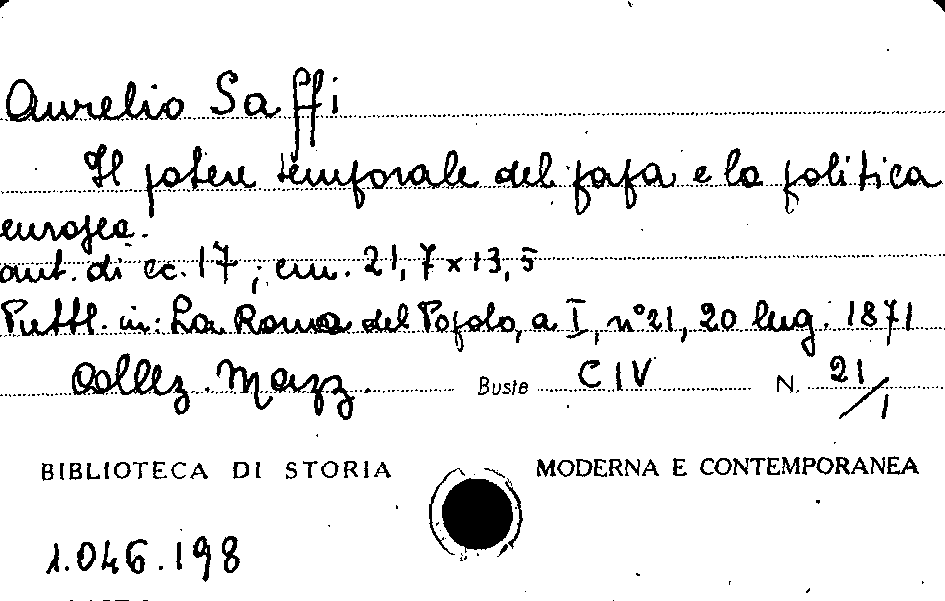 Aurelio Saffi
Il potere temporale del papa e la politica
europea.
aut. di cc. 17 ; cm. 21,7 x 13,5
Pubbl. in: La Roma del Popolo, a. I, n° 21, 20 lug. 1871
Collez. Mazz. Buste CIV N. 21/1
BIBLIOTECA DI STORIA MODERNA E CONTEMPORANEA
1.046.198